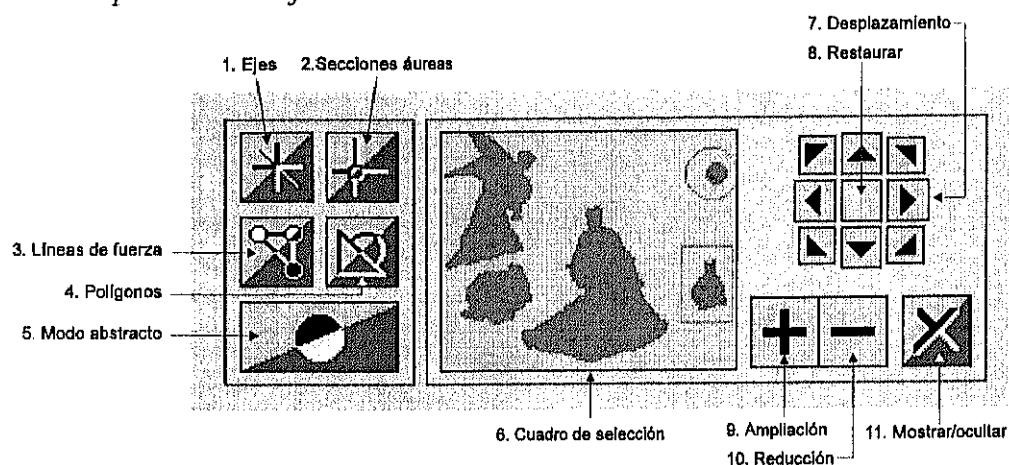 7. Desplazamiento
8. Restaurar
1. Ejes
2.Secciones áureas
3. Líneas de fuerza
4. Polígonos
5. Modo abstracto
6. Cuadro de selección
9. Ampliación
10. Reducción
11. Mostrar/ocultar